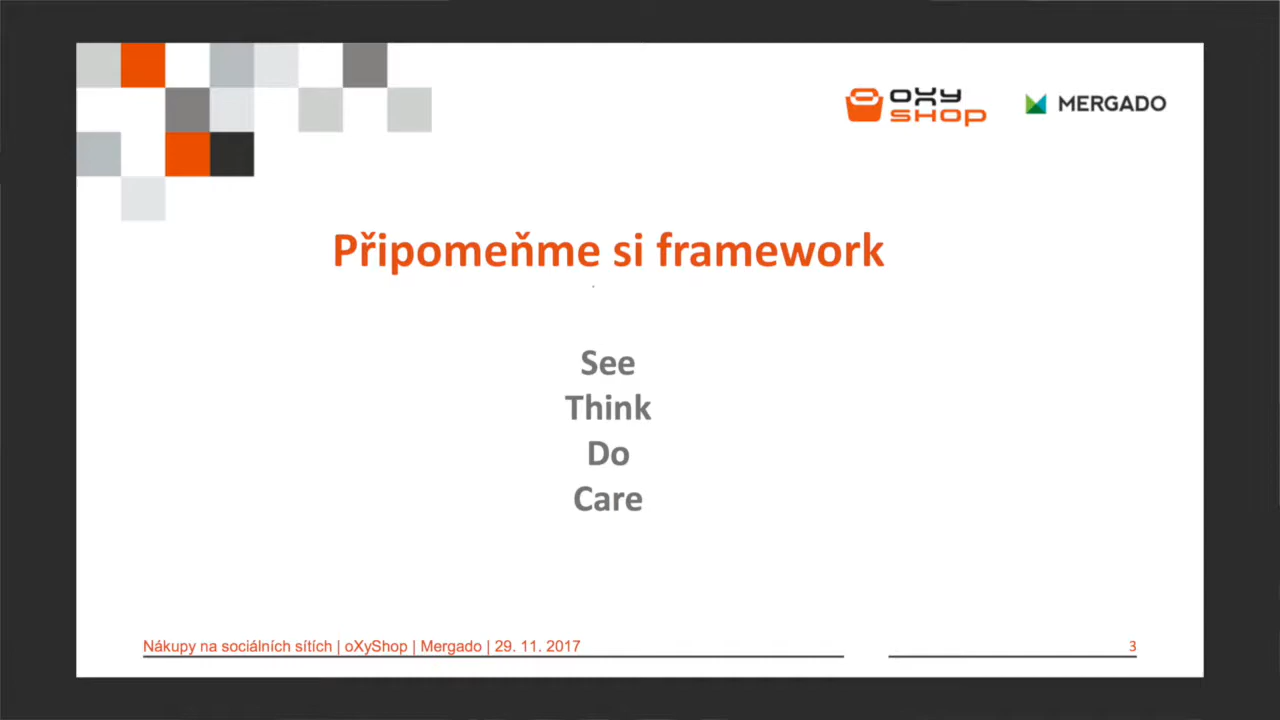 oXy
SHOP
MERGADO
Připomeňme si framework
See
Think
Do
Care
Nákupy na sociálních sítích | oXyShop | Mergado | 29. 11. 2017
3